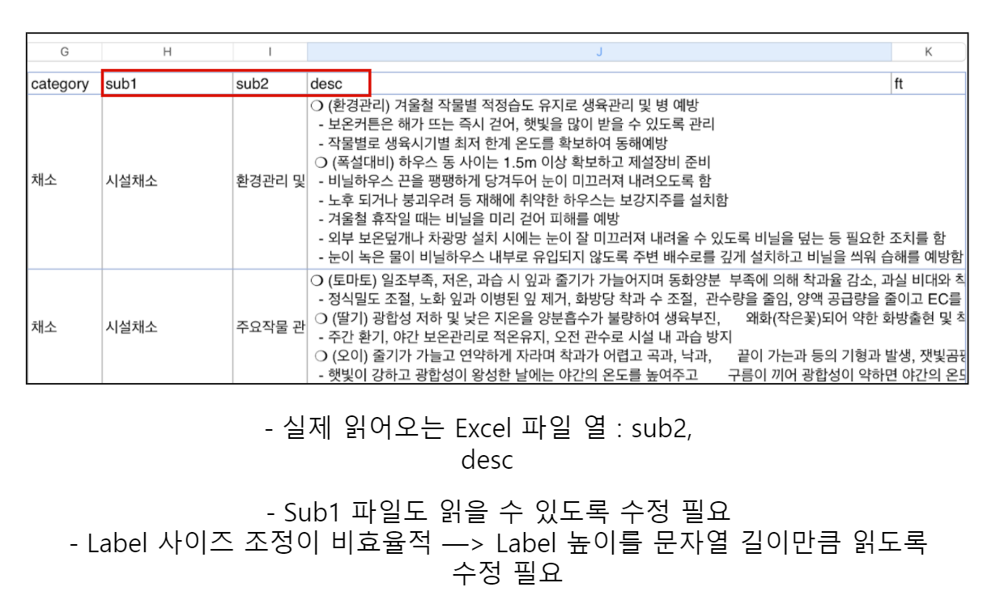 G H I J K
category sub1 sub2 desc ft
❍ (환경관리) 겨울철 작물별 적정습도 유지로 생육관리 및 병 예방
- 보온커튼은 해가 뜨는 즉시 걷어, 햇빛을 많이 받을 수 있도록 관리
- 작물별로 생육시기별 최저 한계 온도를 확보하여 동해예방
❍ (폭설대비) 하우스 동 사이는 1.5m 이상 확보하고 제설장비 준비
채소 시설채소 환경관리 및 - 비닐하우스 끈을 팽팽하게 당겨두어 눈이 미끄러져 내려오도록 함
- 노후 되거나 붕괴우려 등 재해에 취약한 하우스는 보강지주를 설치함
- 겨울철 휴작일 때는 비닐을 미리 걷어 피해를 예방
- 외부 보온덮개나 차광망 설치 시에는 눈이 잘 미끄러져 내려올 수 있도록 비닐을 덮는 등 필요한 조치를 함
- 눈이 녹은 물이 비닐하우스 내부로 유입되지 않도록 주변 배수로를 깊게 설치하고 비닐을 씌워 습해를 예방함
❍ (토마토) 일조부족, 저온, 과습 시 잎과 줄기가 가늘어지며 동화양분 부족에 의해 착과율 감소, 과실 비대와 착
- 정식밀도 조절, 노화 잎과 이병된 잎 제거, 화방당 착과 수 조절, 관수량을 줄임, 양액 공급량을 줄이고 EC를
❍ (딸기) 광합성 저하 및 낮은 지온을 양분흡수가 불량하여 생육부진, 왜화(작은꽃)되어 약한 화방출현 및 착
채소 시설채소 주요작물 관 - 주간 환기, 야간 보온관리로 적온유지, 오전 관수로 시설 내 과습 방지
❍ (오이) 줄기가 가늘고 연약하게 자라며 착과가 어렵고 곡과, 낙과, 끝이 가는과 등의 기형과 발생, 잿빛곰팡
- 햇빛이 강하고 광합성이 왕성한 날에는 야간의 온도를 높여주고 구름이 끼어 광합성이 약하면 야간의 온도
- 실제 읽어오는 Excel 파일 열 : sub2,
desc
- Sub1 파일도 읽을 수 있도록 수정 필요
- Label 사이즈 조정이 비효율적 —> Label 높이를 문자열 길이만큼 읽도록
수정 필요